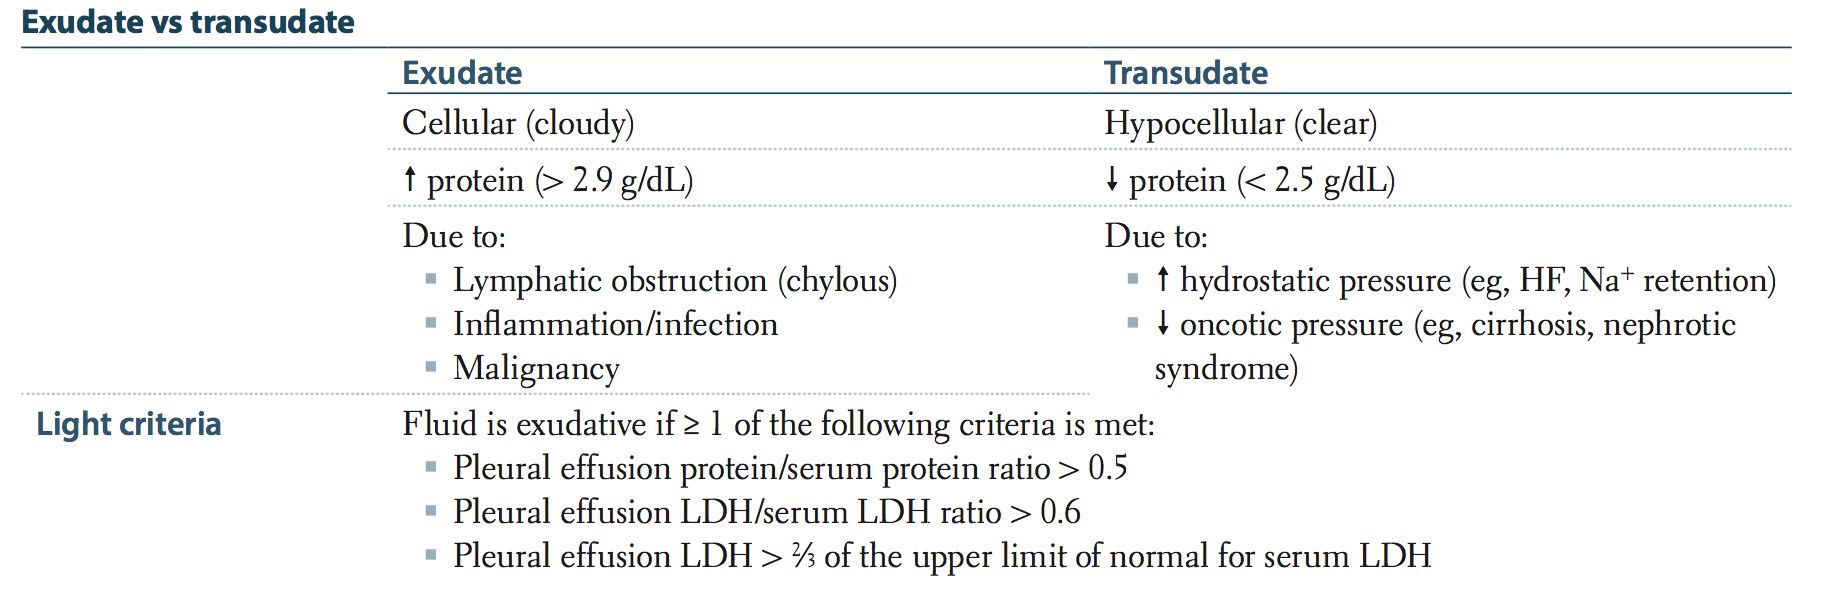 Exudate vs transudate
Exudate Transudate
Cellular (cloudy) Hypocellular (clear)
↑ protein (> 2.9 g/dL) ↓ protein (< 2.5 g/dL)
Due to:
▪ Lymphatic obstruction (chylous)
▪ Inflammation/infection
▪ Malignancy
Due to:
▪ ↑ hydrostatic pressure (eg, HF, Na⁺ retention)
▪ ↓ oncotic pressure (eg, cirrhosis, nephrotic
syndrome)
Light criteria Fluid is exudative if ≥ 1 of the following criteria is met:
▪ Pleural effusion protein/serum protein ratio > 0.5
▪ Pleural effusion LDH/serum LDH ratio > 0.6
▪ Pleural effusion LDH > ⅔ of the upper limit of normal for serum LDH